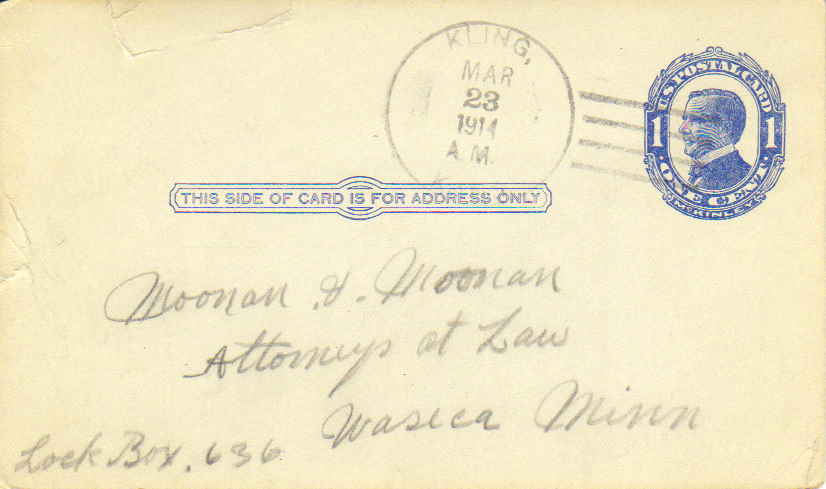 KLING,
MAR
23
1914
A.M.
U.S. POSTAL CARD
1 1
ONE CENT
McKINLEY
THIS SIDE OF CARD IS FOR ADDRESS ONLY
Moonan & Moonan
Attorneys at Law
Waseca Minn
Lock Box. 636